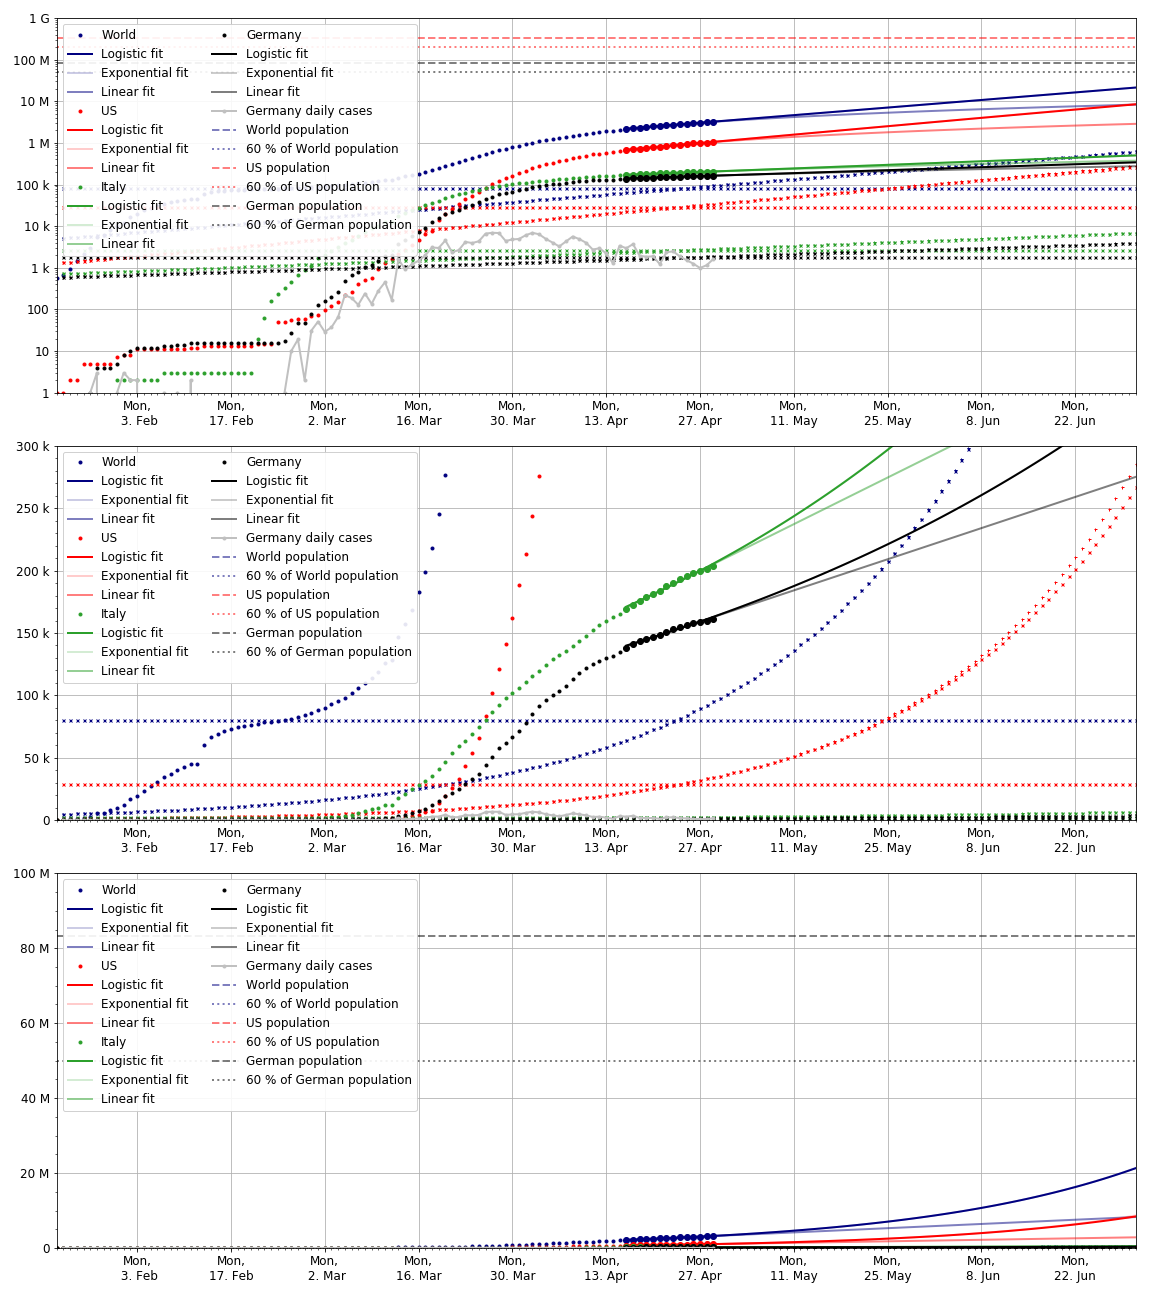 1 G
100 M
10 M
1 M
100 k
10 k
1 k
100
10
1
World
Logistic fit
Exponential fit
Linear fit
US
Logistic fit
Exponential fit
Linear fit
Italy
Logistic fit
Exponential fit
Linear fit
Germany
Logistic fit
Exponential fit
Linear fit
Germany daily cases
World population
60 % of World population
US population
60 % of US population
German population
60 % of German population
Mon,
3. Feb
Mon,
17. Feb
Mon,
2. Mar
Mon,
16. Mar
Mon,
30. Mar
Mon,
13. Apr
Mon,
27. Apr
Mon,
11. May
Mon,
25. May
Mon,
8. Jun
Mon,
22. Jun
300 k
250 k
200 k
150 k
100 k
50 k
0
World
Logistic fit
Exponential fit
Linear fit
US
Logistic fit
Exponential fit
Linear fit
Italy
Logistic fit
Exponential fit
Linear fit
Germany
Logistic fit
Exponential fit
Linear fit
Germany daily cases
World population
60 % of World population
US population
60 % of US population
German population
60 % of German population
Mon,
3. Feb
Mon,
17. Feb
Mon,
2. Mar
Mon,
16. Mar
Mon,
30. Mar
Mon,
13. Apr
Mon,
27. Apr
Mon,
11. May
Mon,
25. May
Mon,
8. Jun
Mon,
22. Jun
100 M
80 M
60 M
40 M
20 M
0
World
Logistic fit
Exponential fit
Linear fit
US
Logistic fit
Exponential fit
Linear fit
Italy
Logistic fit
Exponential fit
Linear fit
Germany
Logistic fit
Exponential fit
Linear fit
Germany daily cases
World population
60 % of World population
US population
60 % of US population
German population
60 % of German population
Mon,
3. Feb
Mon,
17. Feb
Mon,
2. Mar
Mon,
16. Mar
Mon,
30. Mar
Mon,
13. Apr
Mon,
27. Apr
Mon,
11. May
Mon,
25. May
Mon,
8. Jun
Mon,
22. Jun